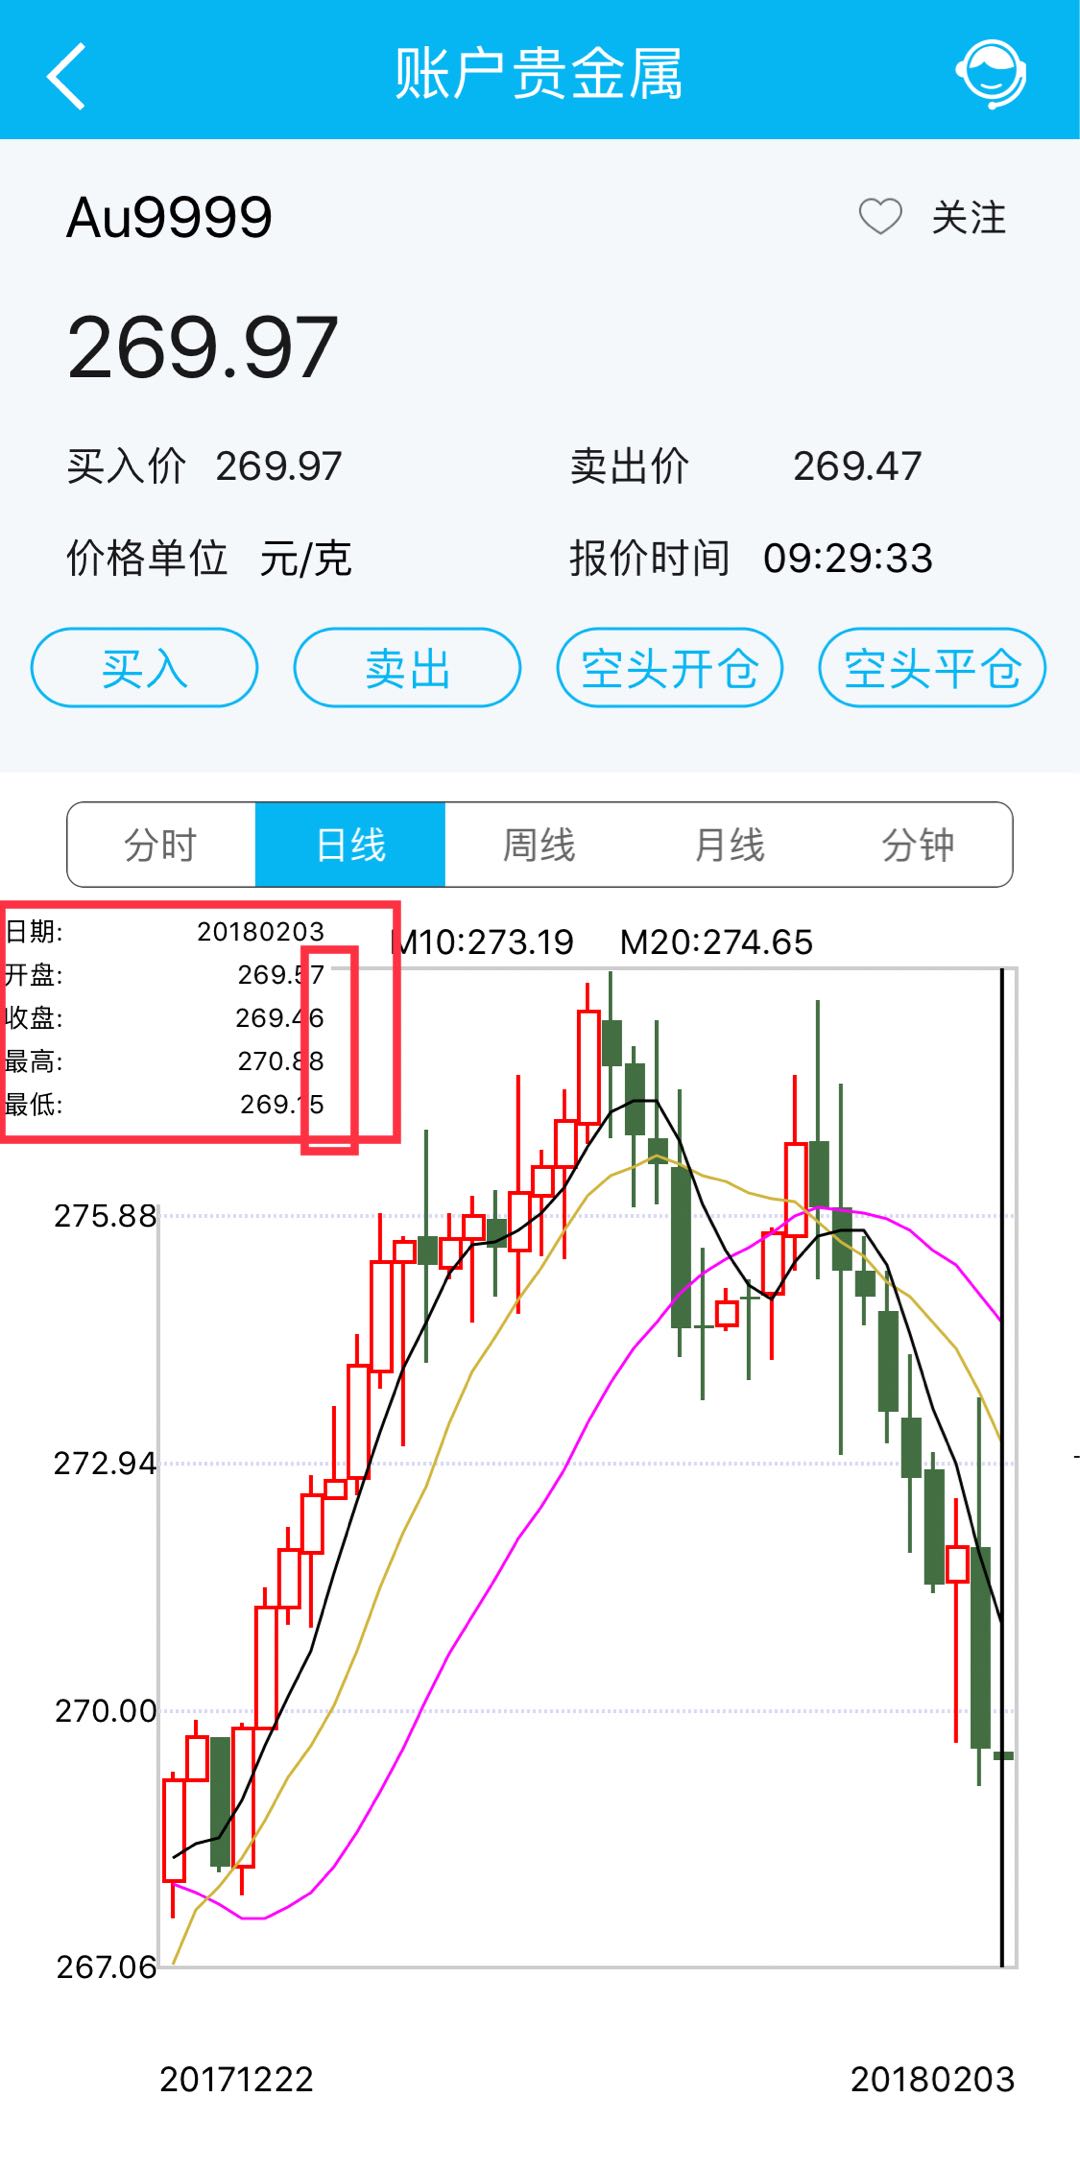 账户贵金属
Au9999
关注
269.97
买入价 269.97 卖出价 269.47
价格单位 元/克 报价时间 09:29:33
买入 卖出 空头开仓 空头平仓
分时 日线 周线 月线 分钟
日期: 20180203
M10:273.19 M20:274.65
开盘: 269.57
收盘: 269.46
最高: 270.88
最低: 269.15
275.88
272.94
270.00
267.06
20171222 20180203